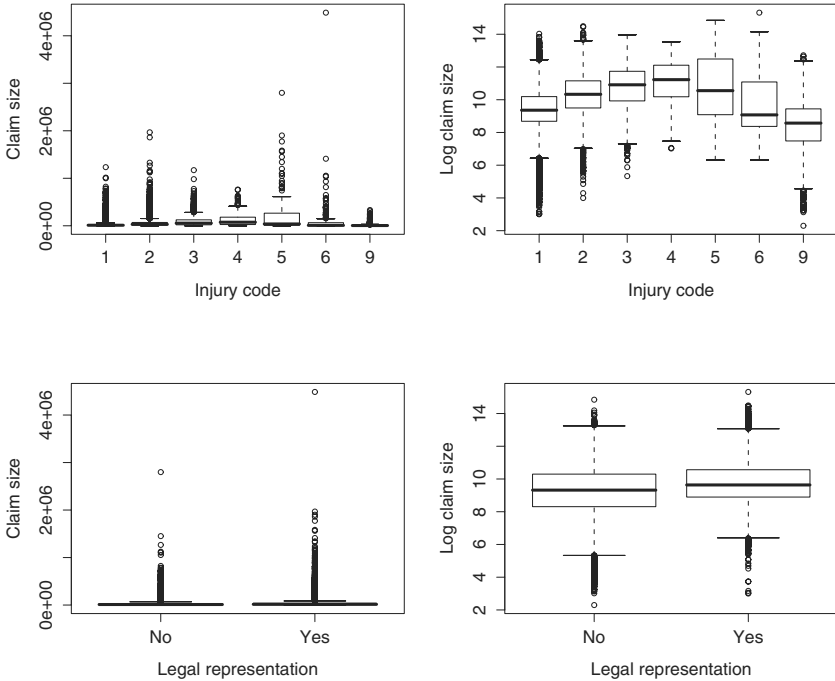 Claim size
4e+06
2e+06
0e+00
1 2 3 4 5 6 9
Injury code
Log claim size
14
10
8
6
4
2
1 2 3 4 5 6 9
Injury code
Claim size
4e+06
2e+06
0e+00
No Yes
Legal representation
Log claim size
14
10
8
6
4
2
No Yes
Legal representation